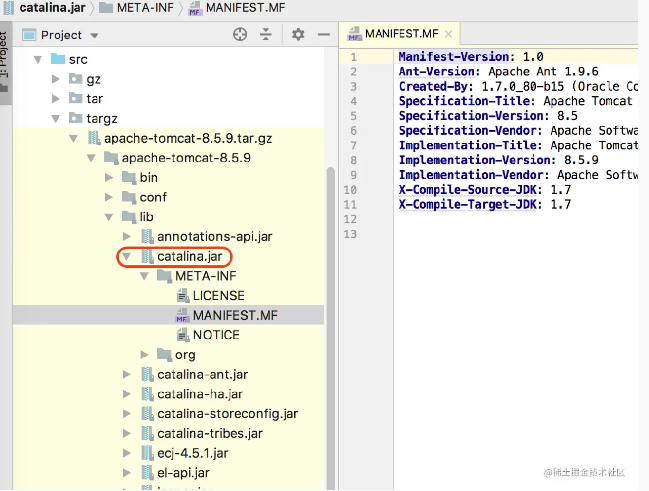 catalina.jar 〉 META-INF 〉 MANIFEST.MF
1: Project
Project
src
gz
tar
targz
apache-tomcat-8.5.9.tar.gz
apache-tomcat-8.5.9
bin
conf
lib
annotations-api.jar
catalina.jar
META-INF
LICENSE
MANIFEST.MF
NOTICE
org
catalina-ant.jar
catalina-ha.jar
catalina-storeconfig.jar
catalina-tribes.jar
ecj-4.5.1.jar
el-api.jar
MANIFEST.MF
1 Manifest-Version: 1.0
2 Ant-Version: Apache Ant 1.9.6
3 Created-By: 1.7.0_80-b15 (Oracle Co
4 Specification-Title: Apache Tomcat
5 Specification-Version: 8.5
6 Specification-Vendor: Apache Softwa
7 Implementation-Title: Apache Tomcat
8 Implementation-Version: 8.5.9
9 Implementation-Vendor: Apache Softw
10 X-Compile-Source-JDK: 1.7
11 X-Compile-Target-JDK: 1.7
12
13
@稀土掘金技术社区